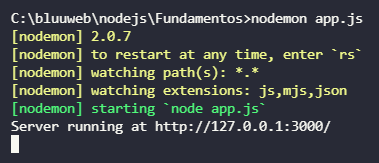 C:\bluuweb\nodejs\Fundamentos>nodemon app.js
[nodemon] 2.0.7
[nodemon] to restart at any time, enter `rs`
[nodemon] watching path(s): *.*
[nodemon] watching extensions: js,mjs,json
[nodemon] starting `node app.js`
Server running at http://127.0.0.1:3000/